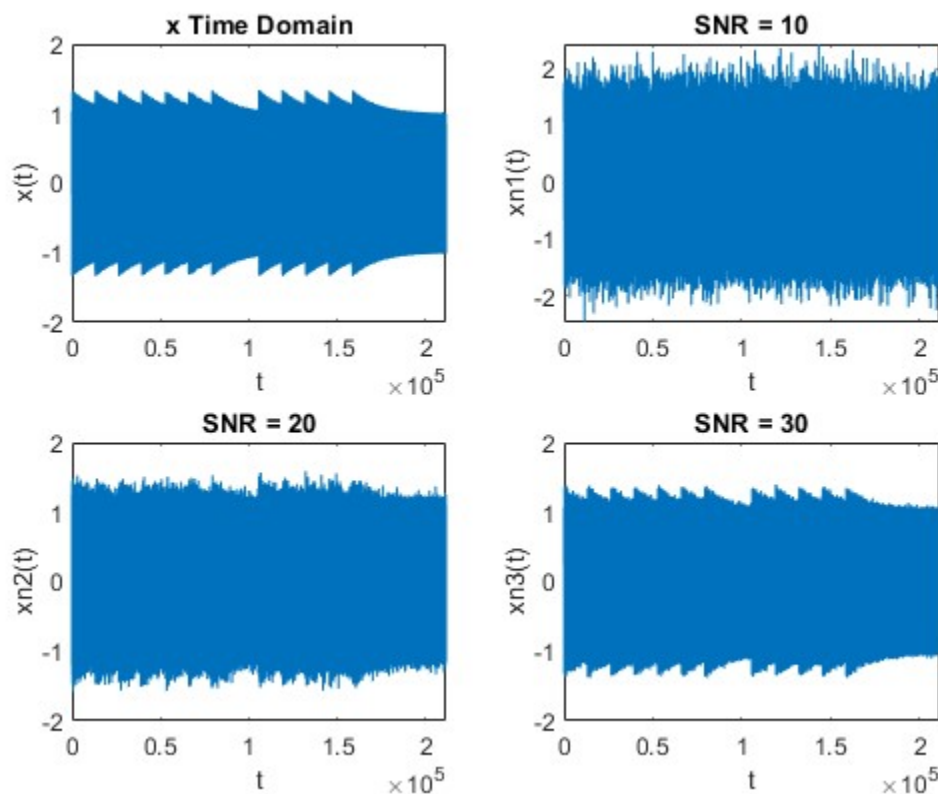 x Time Domain
2
1
0
-1
-2
x(t)
0 0.5 1 1.5 2
×10^5
t
SNR = 10
2
1
0
-1
-2
xn1(t)
0 0.5 1 1.5 2
×10^5
t
SNR = 20
2
1
0
-1
-2
xn2(t)
0 0.5 1 1.5 2
×10^5
t
SNR = 30
2
1
0
-1
-2
xn3(t)
0 0.5 1 1.5 2
×10^5
t